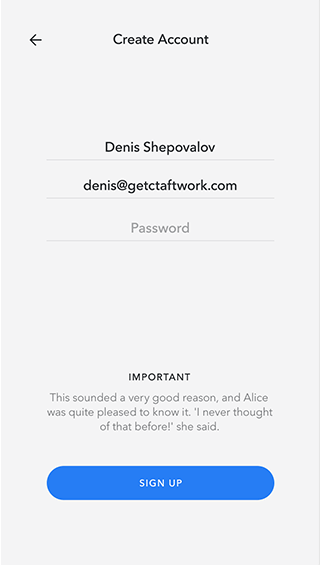 Create Account
Denis Shepovalov
denis@getctaftwork.com
Password
IMPORTANT
This sounded a very good reason, and Alice
was quite pleased to know it. 'I never thought
of that before!' she said.
SIGN UP